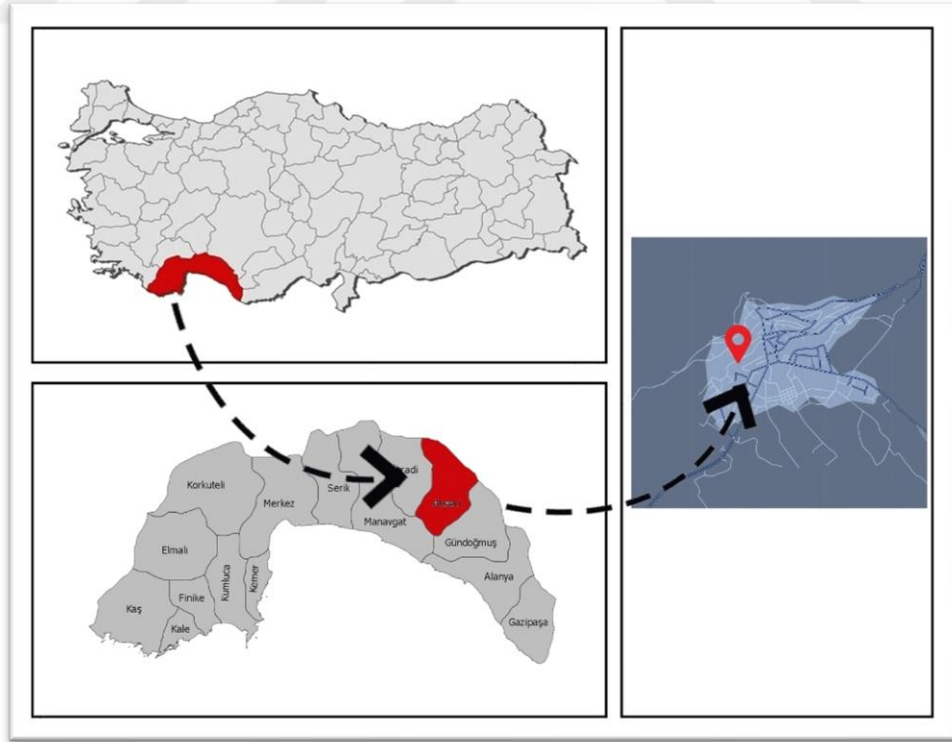 Korkuteli
Merkez
Serik
Manavgat
Gündoğmuş
Elmalı
Alanya
Kumluca
Kemer
Kaş
Finike
Kale
Gazipaşa